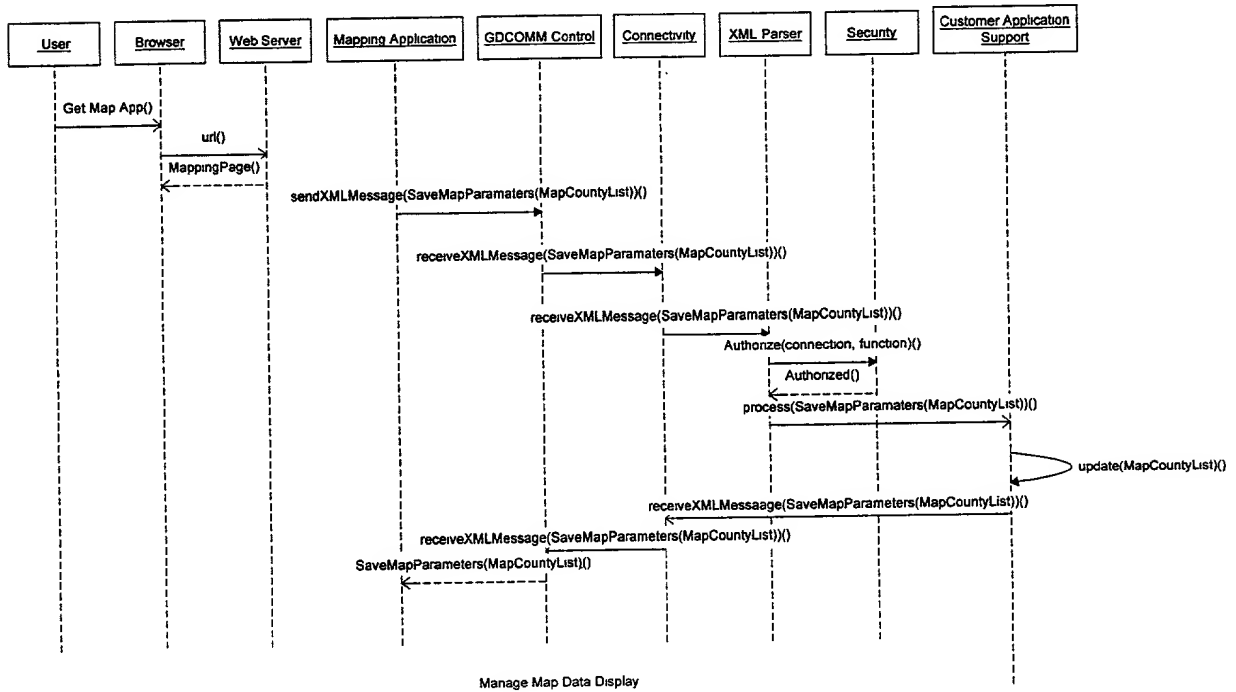 User
Browser
Web Server
Mapping Application
GDCOMM Control
Connectivity
XML Parser
Security
Customer Application
Support
Get Map App()
url()
MappingPage()
sendXMLMessage(SaveMapParamaters(MapCountyList))()
receiveXMLMessage(SaveMapParamaters(MapCountyList))()
receiveXMLMessage(SaveMapParamaters(MapCountyList))()
Authorize(connection, function)()
Authorized()
process(SaveMapParamaters(MapCountyList))()
update(MapCountyList)()
receiveXMLMessaage(SaveMapParameters(MapCountyList))()
receiveXMLMessage(SaveMapParameters(MapCountyList))()
SaveMapParameters(MapCountyList)()
Manage Map Data Display